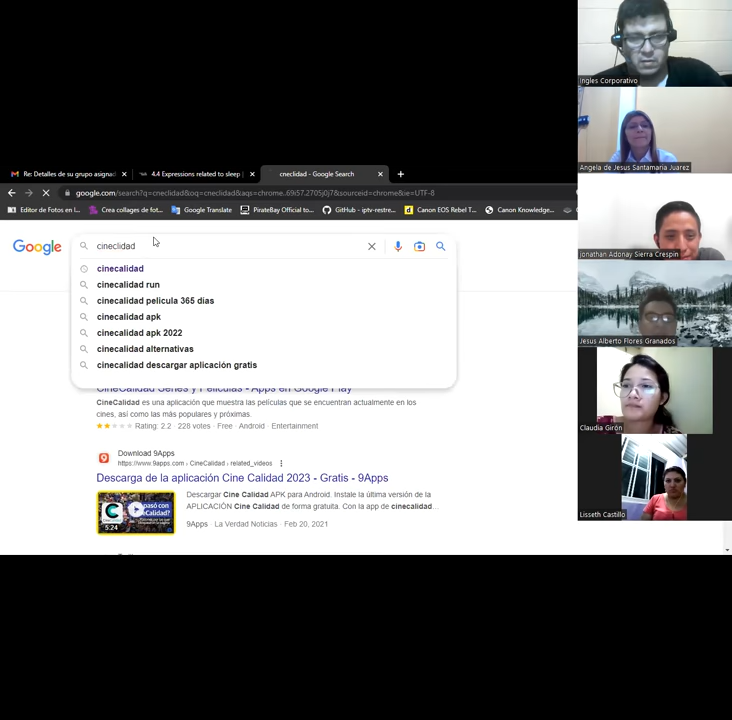 Ingles Corporativo
Angela de Jesus Santamaria Juarez
Jonathan Adonay Sierra Crespin
Jesus Alberto Flores Granados
Claudia Girón
Lisseth Castillo
Re: Detalles de su grupo asignad
4.4 Expressions related to sleep |
cneclidad - Google Search
google.com/search?q=cneclidad&oq=cneclidad&aqs=chrome..69i57.2705j0j7&sourceid=chrome&ie=UTF-8
Editor de Fotos en l...
Crea collages de fot...
Google Translate
PirateBay Official to...
GitHub - iptv-restre...
Canon EOS Rebel T...
Canon Knowledge...
Google
cineclidad
cinecalidad
cinecalidad run
cinecalidad pelicula 365 días
cinecalidad apk
cinecalidad apk 2022
cinecalidad alternativas
cinecalidad descargar aplicación gratis
CineCalidad Series y Peliculas - Apps en Google Play
CineCalidad es una aplicación que muestra las películas que se encuentran actualmente en los
cines, así como las más populares y próximas.
Rating: 2.2 · 228 votes · Free · Android · Entertainment
Download 9Apps
https://www.9apps.com › CineCalidad › related_videos
Descarga de la aplicación Cine Calidad 2023 - Gratis - 9Apps
Descargar Cine Calidad APK para Android. Instale la última versión de la
APLICACIÓN Cine Calidad de forma gratuita. Con la app de cinecalidad...
9Apps · La Verdad Noticias · Feb 20, 2021
5:24